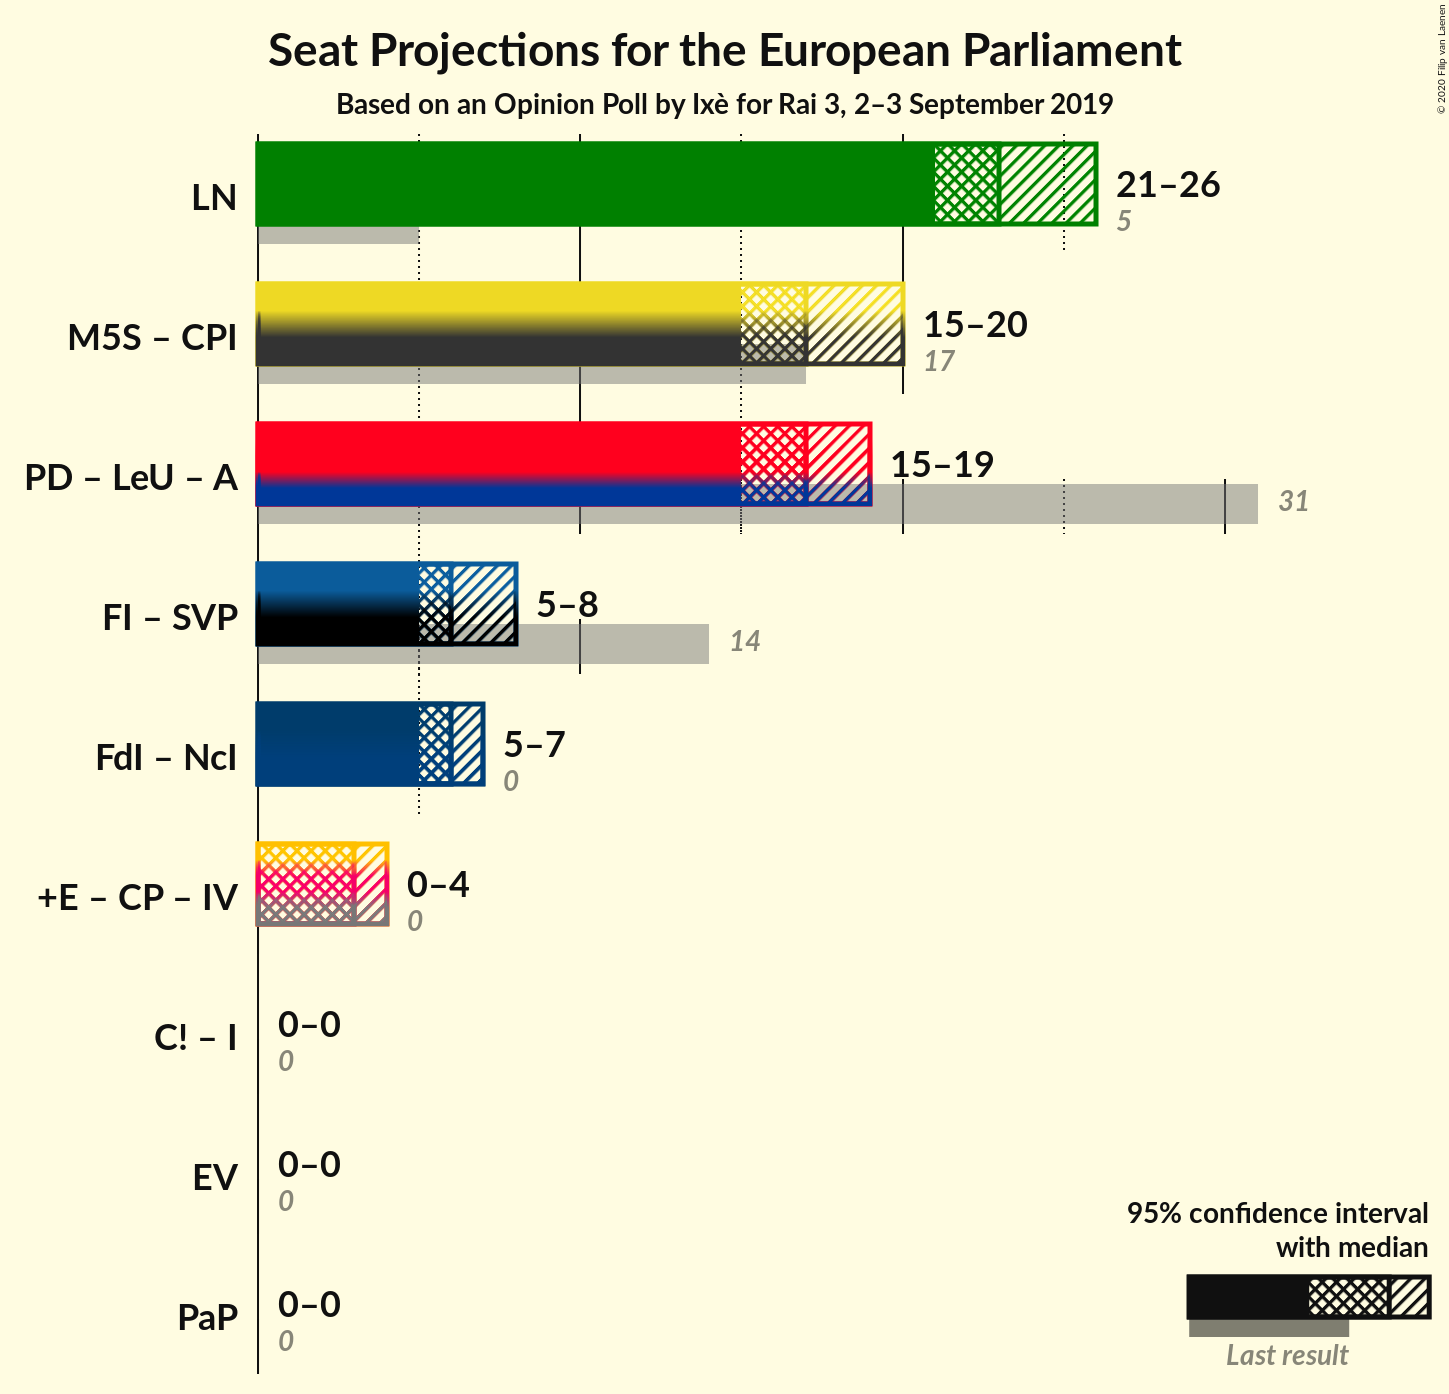 Seat Projections for the European Parliament
Based on an Opinion Poll by Ixè for Rai 3, 2–3 September 2019
© 2020 Filip van Laenen
LN
21–26
5
M5S – CPI
15–20
17
PD – LeU – A
15–19
31
FI – SVP
5–8
14
FdI – NcI
5–7
0
+E – CP – IV
0–4
0
C! – I
0–0
0
EV
0–0
0
PaP
0–0
0
95% confidence interval
with median
Last result